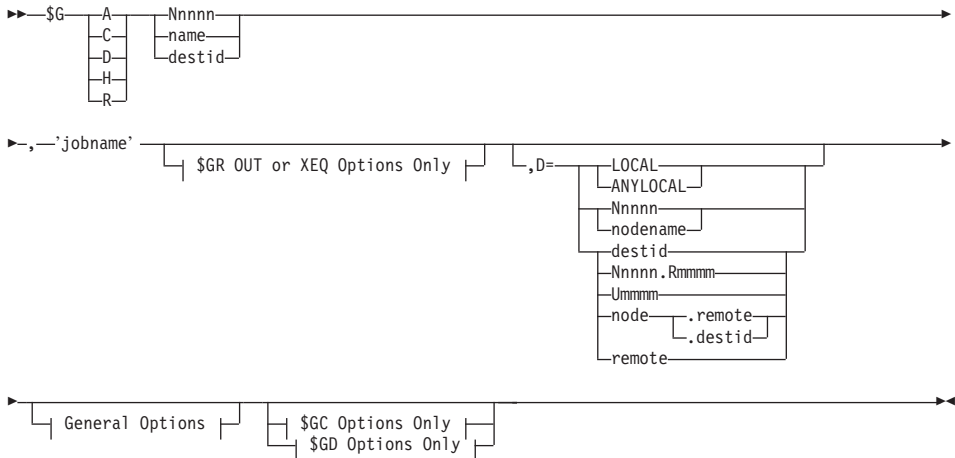 $G A Nnnnn
C name
D destid
H
R
, 'jobname' $GR OUT or XEQ Options Only ,D= LOCAL
ANYLOCAL
Nnnnn
nodename
destid
Nnnnn.Rmmmm
Ummmm
node .remote
.destid
remote
General Options $GC Options Only
$GD Options Only